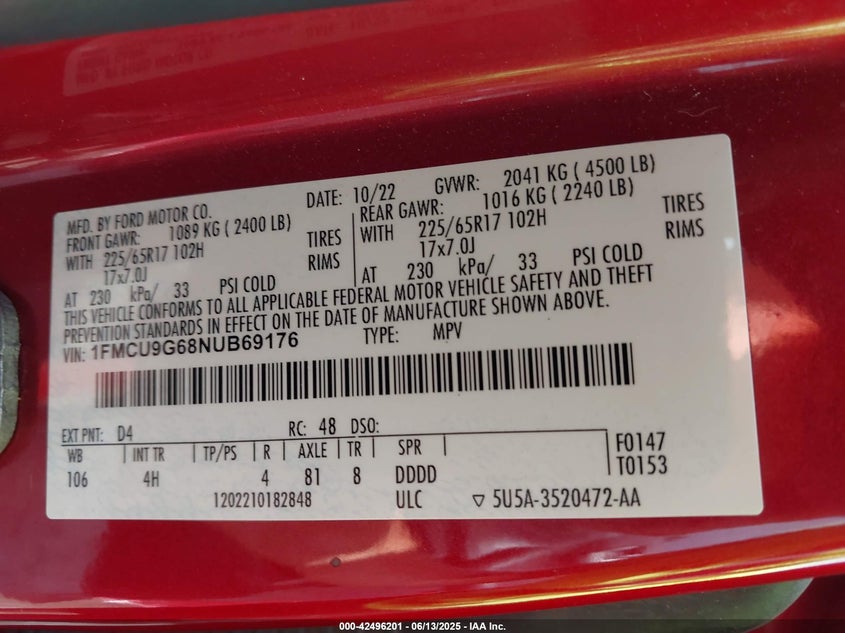 MFD. BY FORD MOTOR CO. DATE: 10/22 GVWR: 2041 KG ( 4500 LB)
FRONT GAWR: 1089 KG ( 2400 LB) REAR GAWR: 1016 KG ( 2240 LB)
WITH 225/65R17 102H TIRES WITH 225/65R17 102H TIRES
17x7.0J RIMS 17x7.0J RIMS
AT 230 kPa/ 33 PSI COLD AT 230 kPa/ 33 PSI COLD
THIS VEHICLE CONFORMS TO ALL APPLICABLE FEDERAL MOTOR VEHICLE SAFETY AND THEFT
PREVENTION STANDARDS IN EFFECT ON THE DATE OF MANUFACTURE SHOWN ABOVE.
VIN: 1FMCU9G68NUB69176 TYPE: MPV
EXT PNT: D4 RC: 48 DSO:
WB INT TR TP/PS R AXLE TR SPR F0147
106 4H 4 81 8 DDDD T0153
1202210182848 ULC ▽ 5U5A-3520472-AA
000-42496201 - 06/13/2025 - IAA Inc.